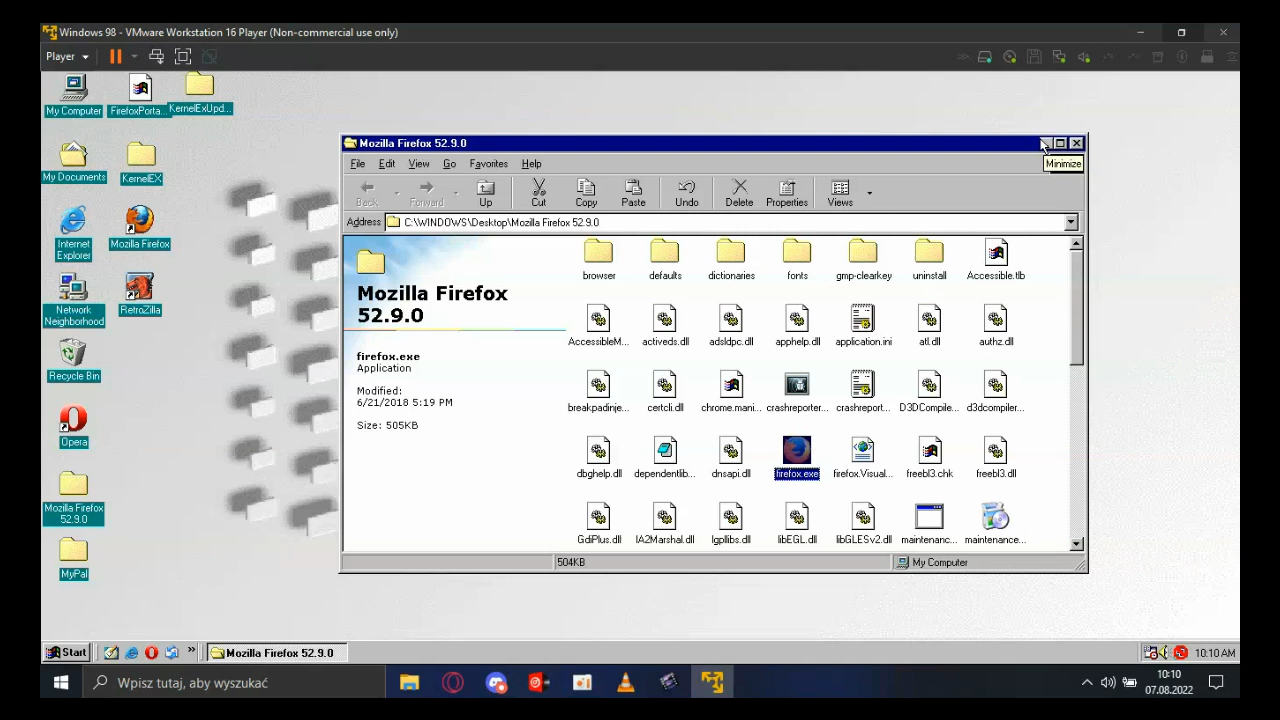 Windows 98 - VMware Workstation 16 Player (Non-commercial use only)
Player
My Computer
FirefoxPorta...
KernelExUpd...
My Documents
KernelEX
Internet
Explorer
Mozilla Firefox
Network
Neighborhood
RetroZilla
Recycle Bin
Opera
Mozilla Firefox
52.9.0
MyPal
Mozilla Firefox 52.9.0
Minimize
File Edit View Go Favorites Help
Back Forward Up Cut Copy Paste Undo Delete Properties Views
Address C:\WINDOWS\Desktop\Mozilla Firefox 52.9.0
Mozilla Firefox
52.9.0
firefox.exe
Application
Modified:
6/21/2018 5:19 PM
Size: 505KB
browser defaults dictionaries fonts gmp-clearkey uninstall Accessible.tlb
AccessibleM... activeds.dll adsldpc.dll apphelp.dll application.ini atl.dll authz.dll
breakpadinje... certcli.dll chrome.mani... crashreporter... crashreport... D3DCompile... d3dcompiler...
dbghelp.dll dependentlib... dnsapi.dll firefox.exe firefox.Visual... freebl3.chk freebl3.dll
GdiPlus.dll IA2Marshal.dll lgpllibs.dll libEGL.dll libGLESv2.dll maintenanc... maintenance...
504KB My Computer
Start Mozilla Firefox 52.9.0 10:10 AM
Wpisz tutaj, aby wyszukać
10:10
07.08.2022